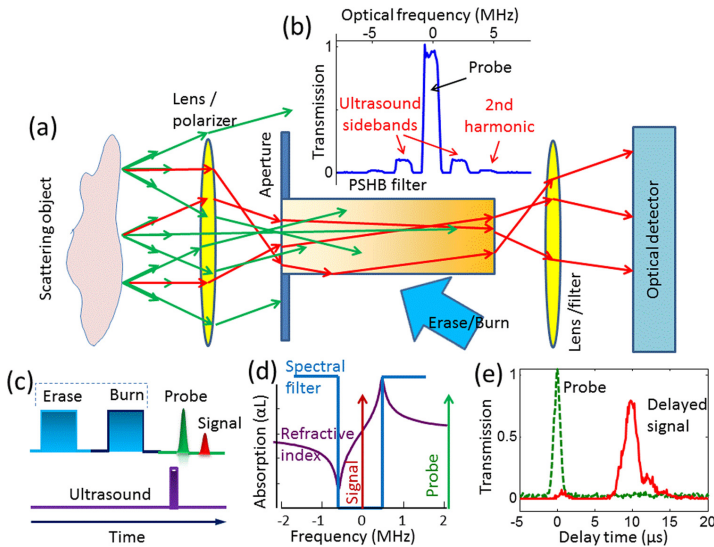 (b)
Optical frequency (MHz)
-5 0 5
1
Transmission
0
Probe
Ultrasound
sidebands
2nd
harmonic
PSHB filter
(a)
Lens /
polarizer
Aperture
Scattering object
Erase/Burn
Lens /filter
Optical detector
(c)
Erase
Burn
Probe
Signal
Ultrasound
Time
(d)
Spectral
filter
Refractive
index
Absorption (αL)
Signal
Probe
-2 -1 0 1 2
Frequency (MHz)
(e)
Probe
Delayed
signal
Transmission
1
0.5
0
-5 0 5 10 15 20
Delay time (μs)